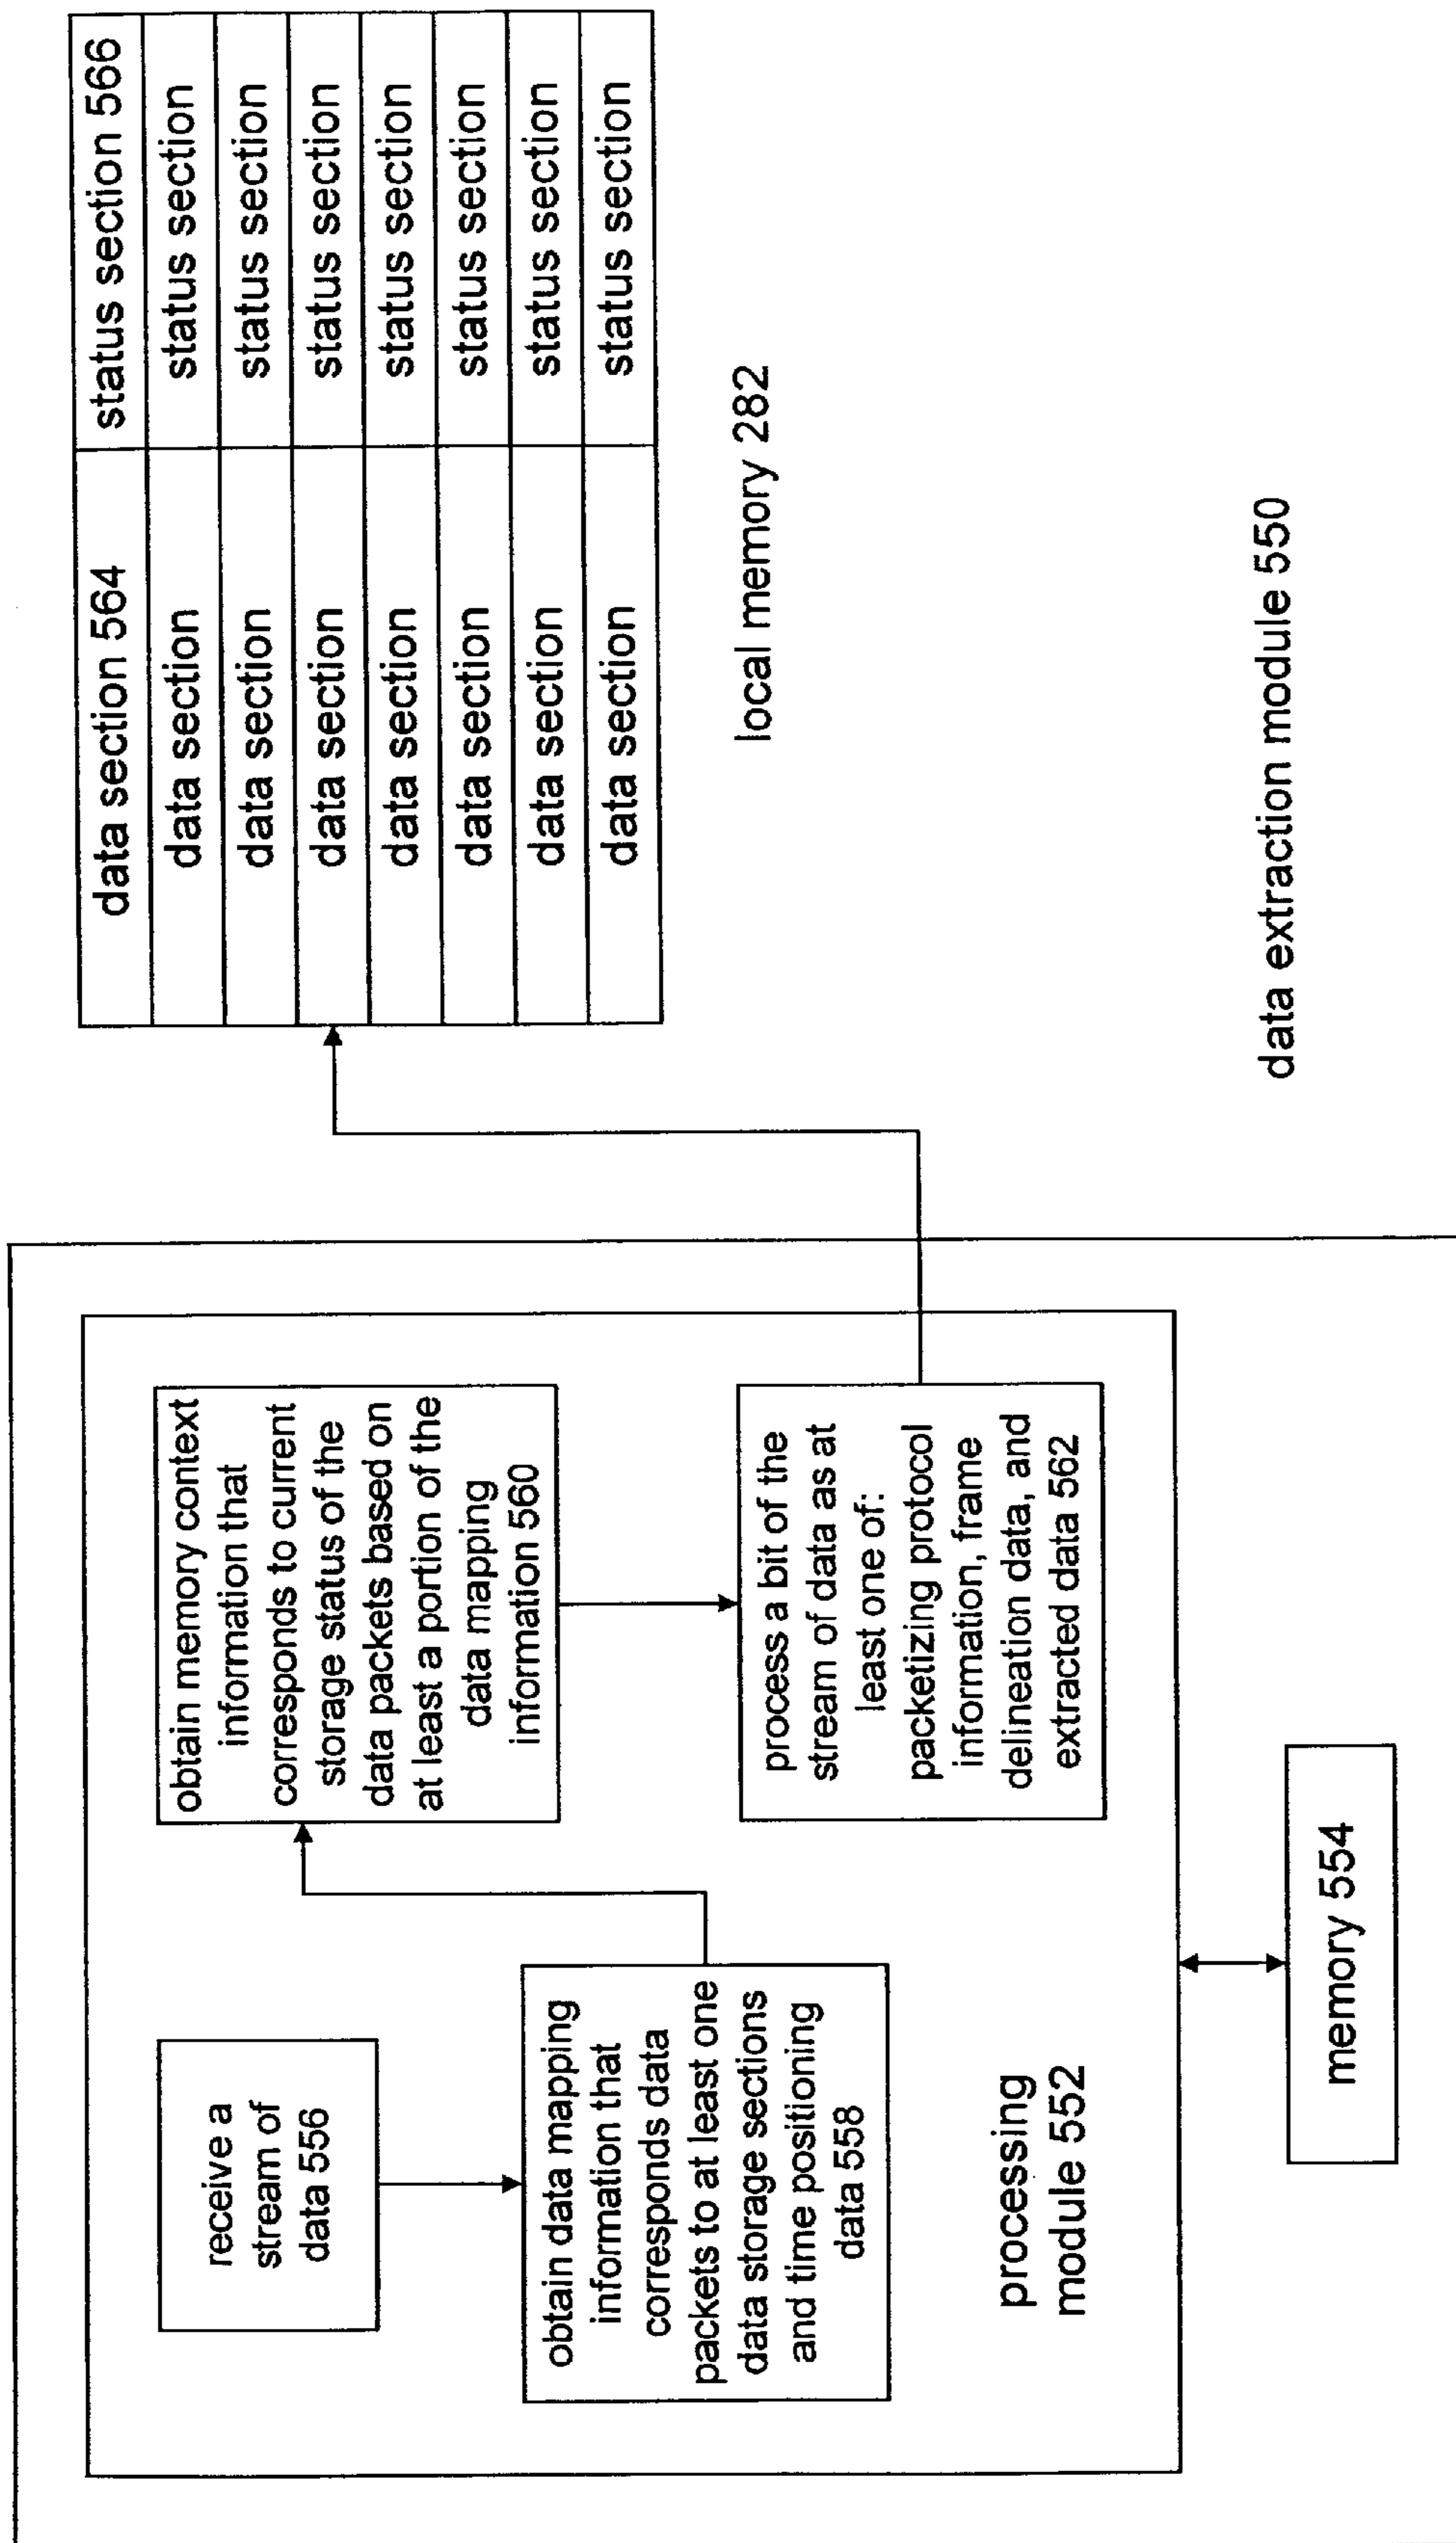 receive a
stream of
data 556
obtain data mapping
information that
corresponds data
packets to at least one
data storage sections
and time positioning
data 558
obtain memory context
information that
corresponds to current
storage status of the
data packets based on
at least a portion of the
data mapping
information 560
process a bit of the
stream of data as at
least one of:
packetizing protocol
information, frame
delineation data, and
extracted data 562
processing
module 552
memory 554
data section 564 status section 566
data section status section
data section status section
data section status section
data section status section
data section status section
data section status section
data section status section
local memory 282
data extraction module 550